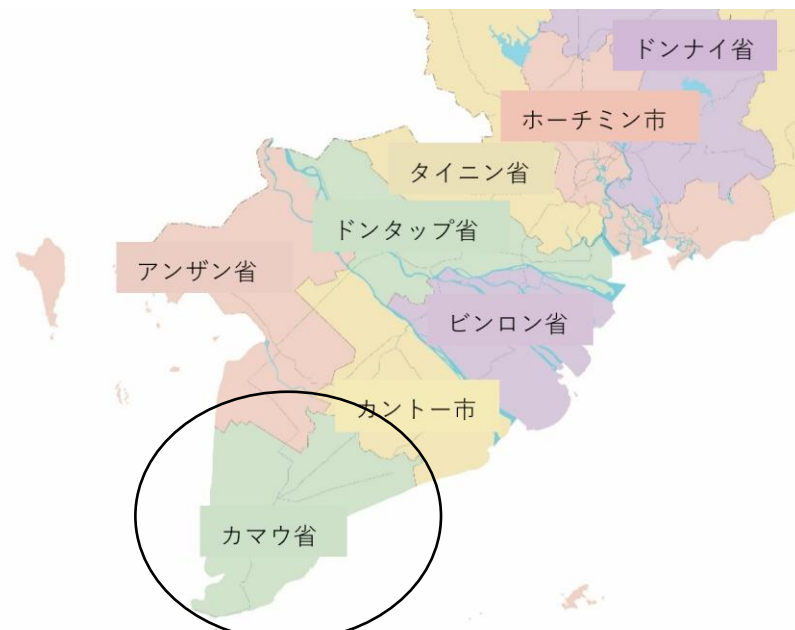 ドンナイ省
ホーチミン市
タイニン省
ドンタップ省
アンザン省
ビンロン省
カントー市
カマウ省